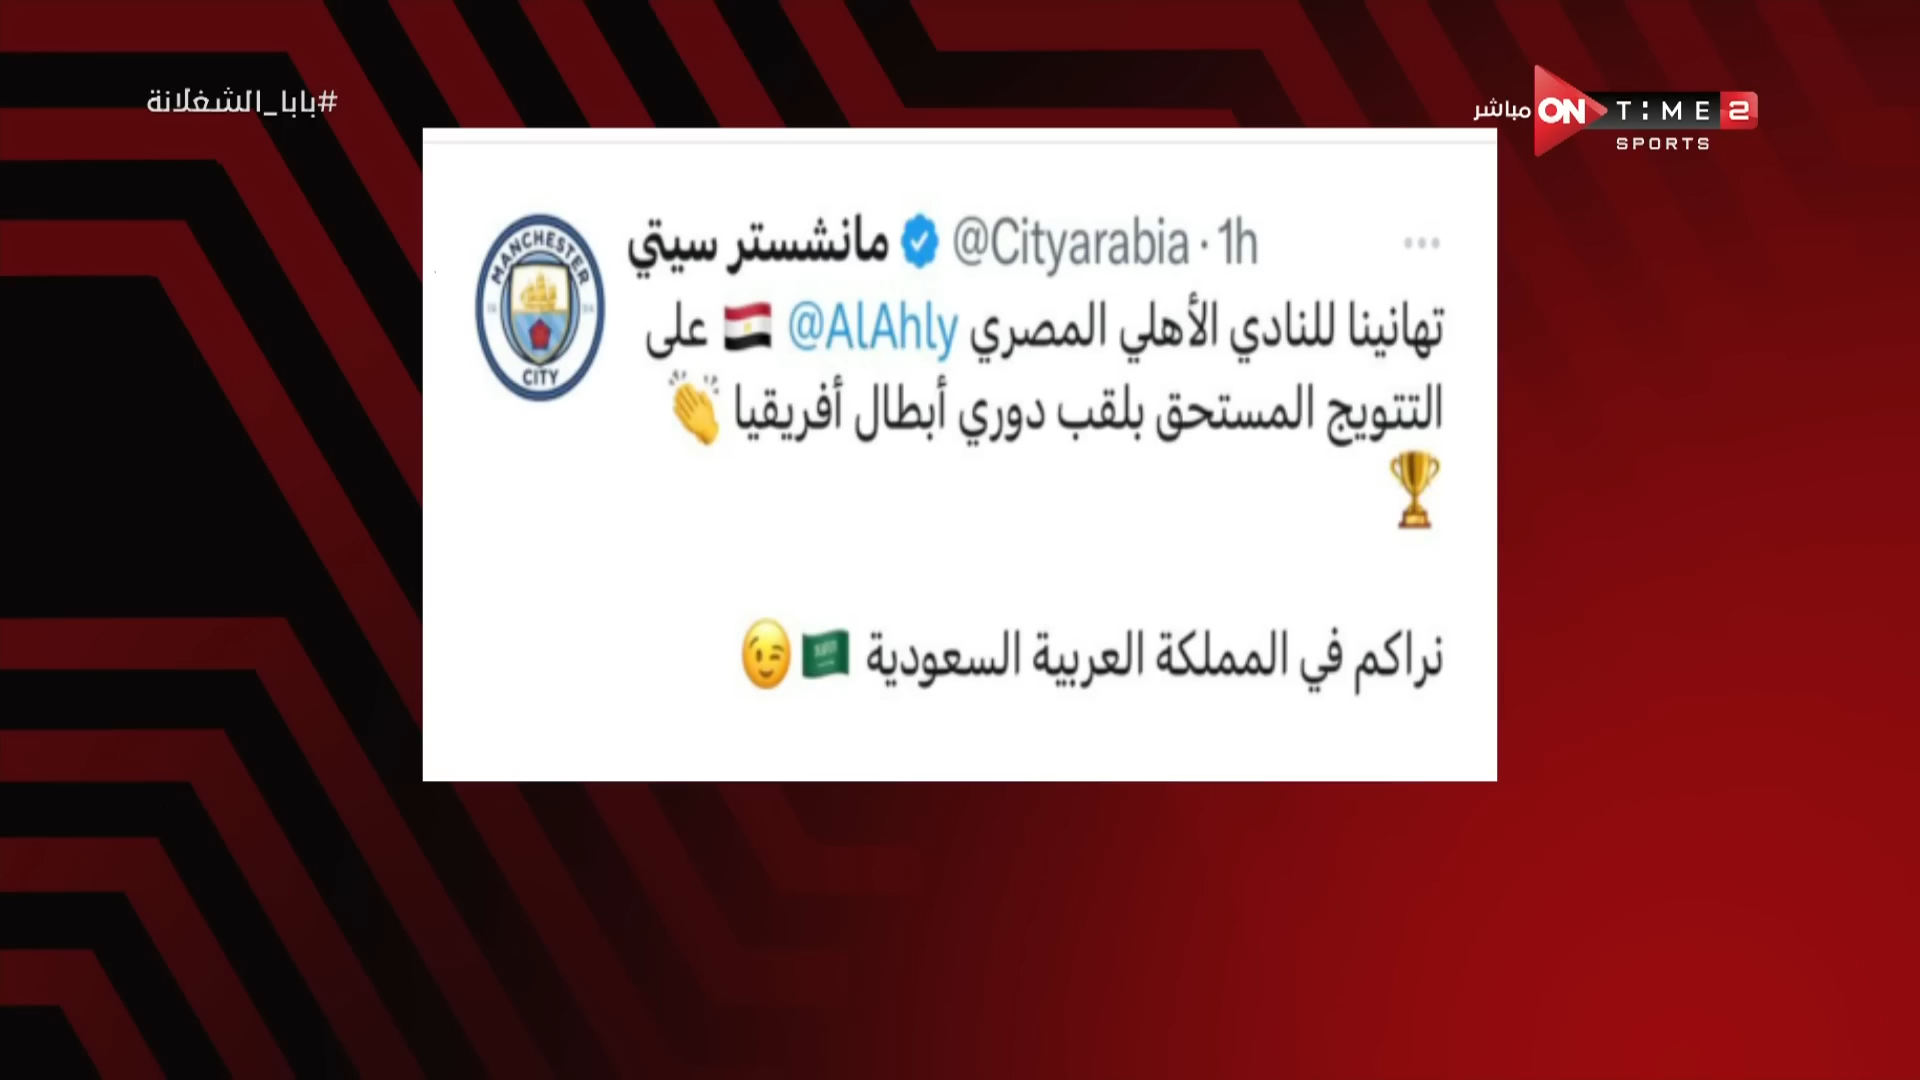 #بابا_الشغلانة
مباشر ON TIME 2
SPORTS
MANCHESTER
CITY
مانشستر سيتي @Cityarabia · 1h
تهانينا للنادي الأهلي المصري @AlAhly 🇪🇬 على
التتويج المستحق بلقب دوري أبطال أفريقيا 👏
🏆
نراكم في المملكة العربية السعودية 🇸🇦 😉